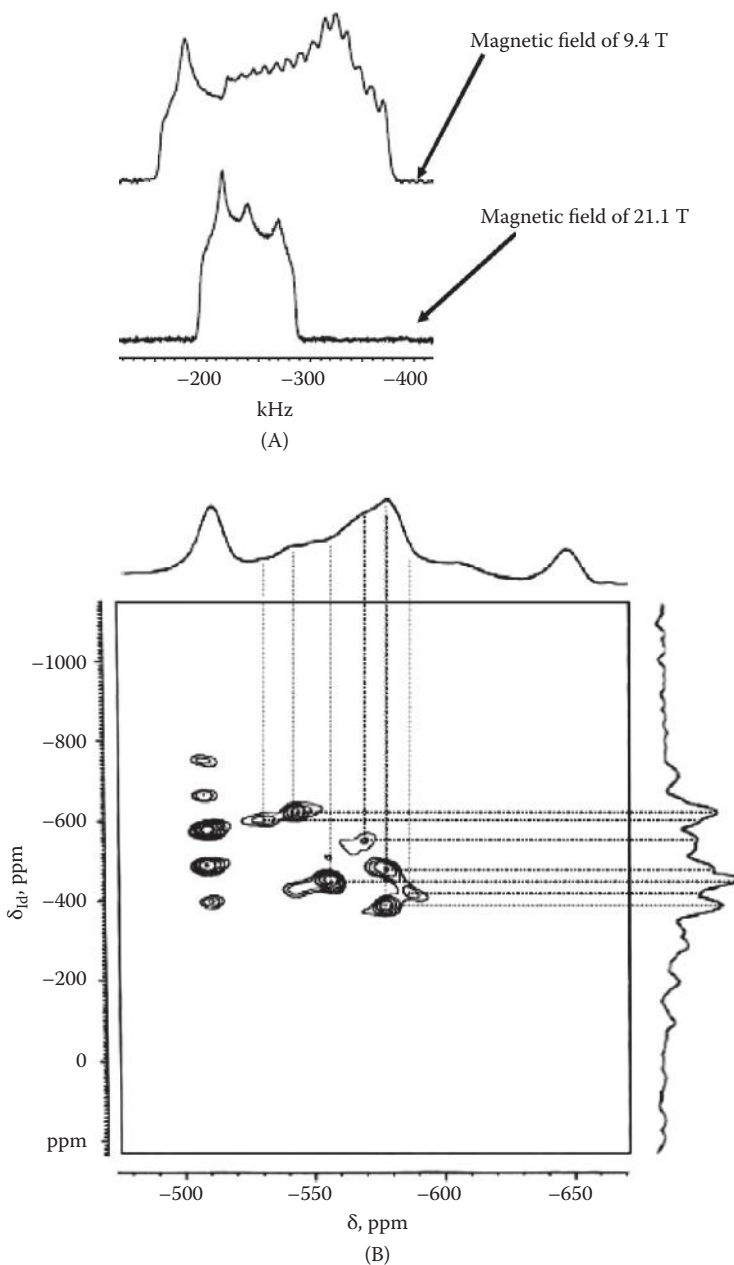 Magnetic field of 9.4 T
Magnetic field of 21.1 T
−200 −300 −400
kHz
(A)
−1000
−800
−600
−400
−200
0
ppm
δId, ppm
−500 −550 −600 −650
δ, ppm
(B)